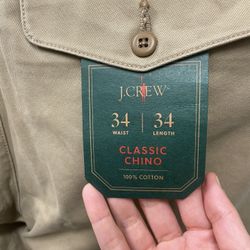 J.CREW
34 34
WAIST LENGTH
CLASSIC
CHINO
100% COTTON